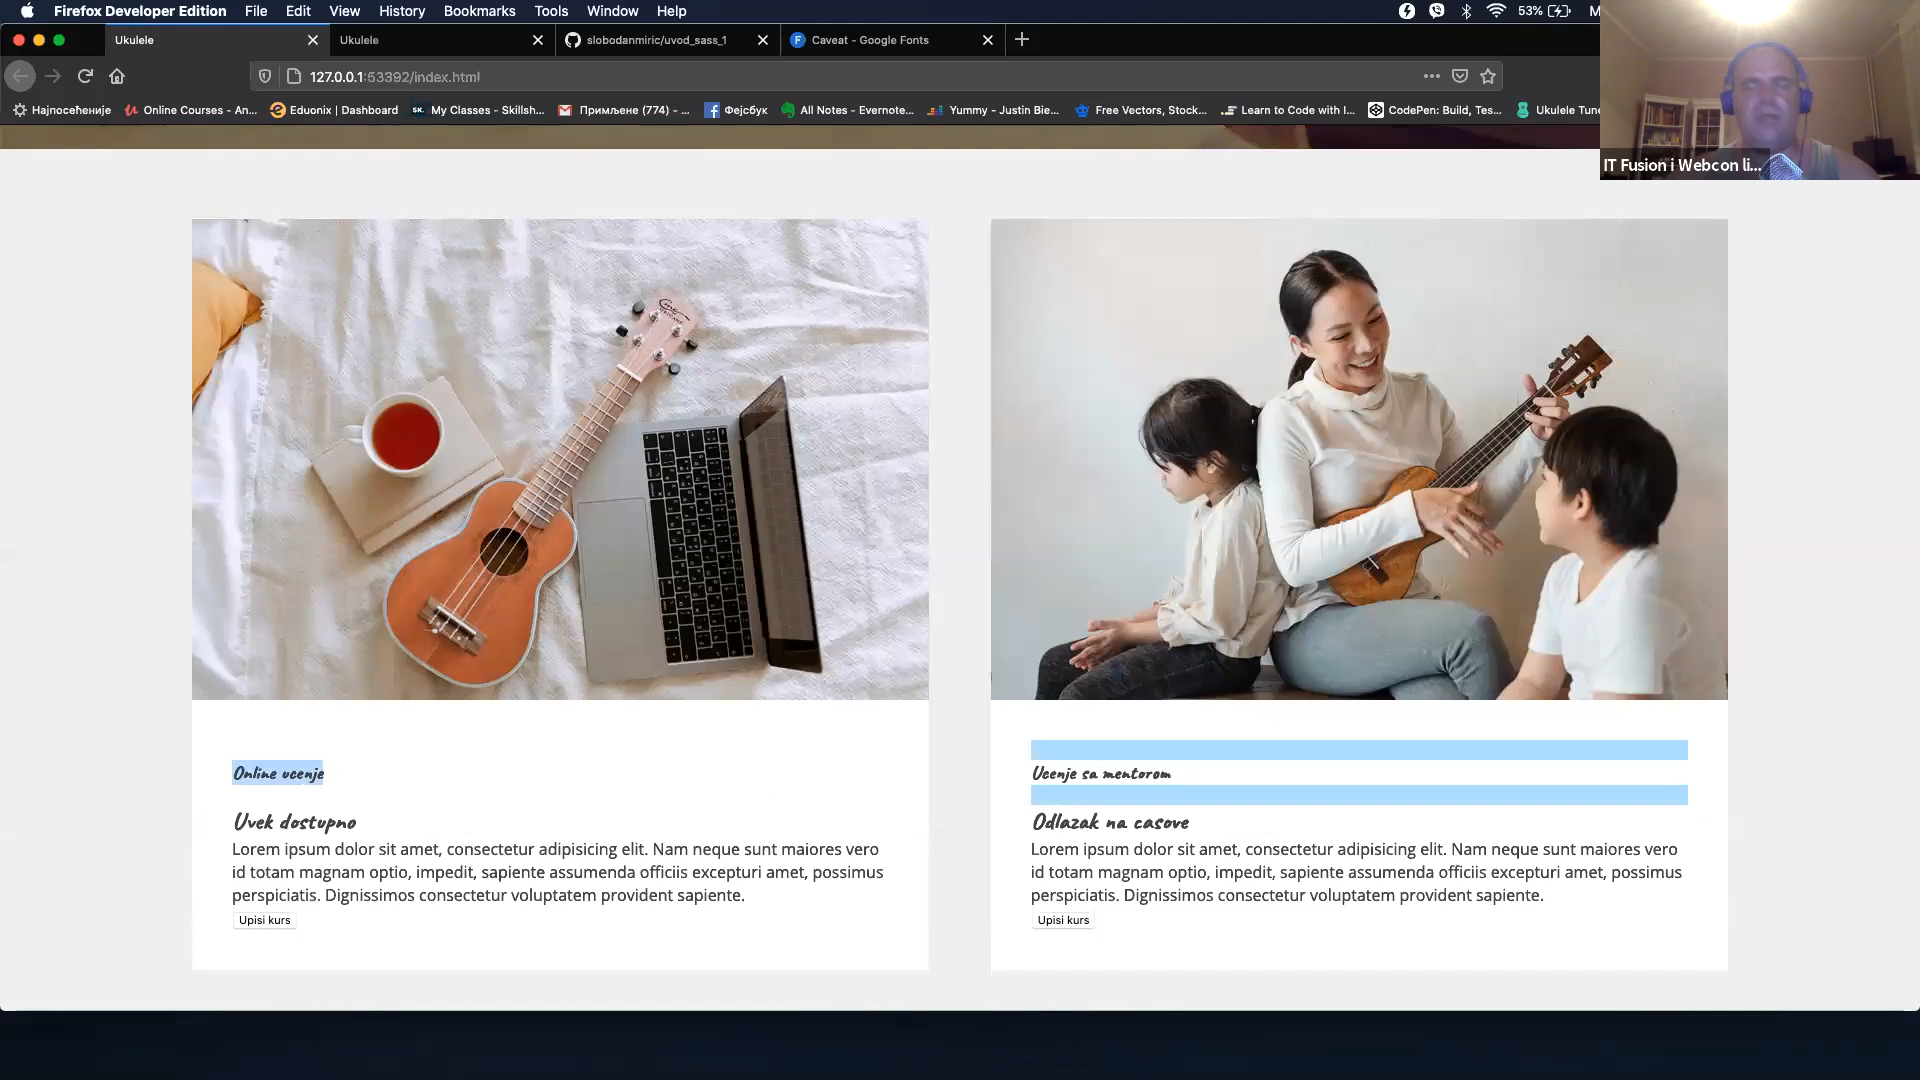 Firefox Developer Edition File Edit View History Bookmarks Tools Window Help 53% M
Ukulele Ukulele slobodanmiric/uvod_sass_1 Caveat - Google Fonts
127.0.0.1:53392/index.html
Најпосећеније Online Courses - An... Eduonix | Dashboard SK. My Classes - Skillsh... Примљене (774) - ... Фејсбук All Notes - Evernote... Yummy - Justin Bie... Free Vectors, Stock... Learn to Code with I... CodePen: Build, Tes... Ukulele Tune
IT Fusion i Webcon li...
Online ucenje
Uvek dostupno
Lorem ipsum dolor sit amet, consectetur adipisicing elit. Nam neque sunt maiores vero
id totam magnam optio, impedit, sapiente assumenda officiis excepturi amet, possimus
perspiciatis. Dignissimos consectetur voluptatem provident sapiente.
Upisi kurs
Ucenje sa mentorom
Odlazak na casove
Lorem ipsum dolor sit amet, consectetur adipisicing elit. Nam neque sunt maiores vero
id totam magnam optio, impedit, sapiente assumenda officiis excepturi amet, possimus
perspiciatis. Dignissimos consectetur voluptatem provident sapiente.
Upisi kurs